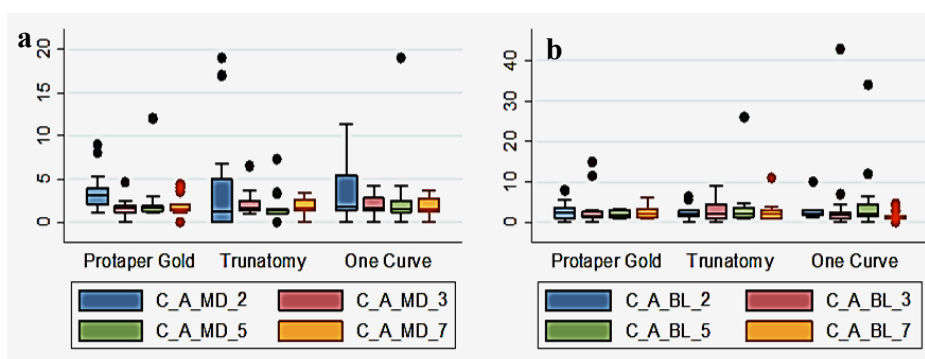 a
20
15
10
5
0
Protaper Gold Trunatomy One Curve
C_A_MD_2 C_A_MD_3
C_A_MD_5 C_A_MD_7
b
40
30
20
10
0
Protaper Gold Trunatomy One Curve
C_A_BL_2 C_A_BL_3
C_A_BL_5 C_A_BL_7